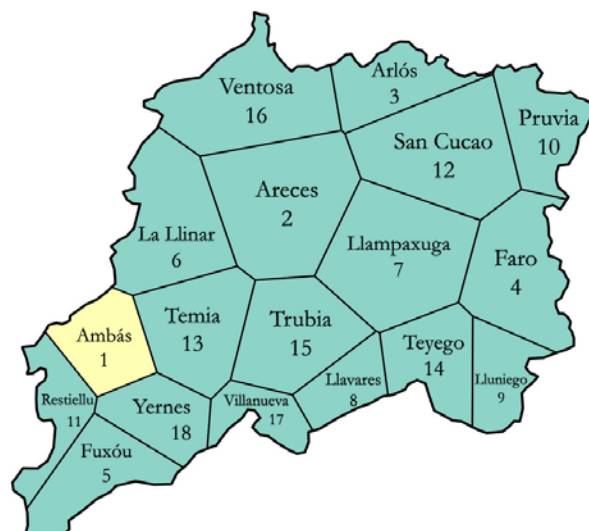 Arlós
3
Ventosa
16
Pruvia
10
San Cucao
12
Areces
2
La Llinar
6
Llampaxuga
7
Faro
4
Temia
13
Trubia
15
Ambás
1
Teyego
14
Lluniego
9
Llavares
8
Restiellu
11
Yernes
18
Villanueva
17
Fuxóu
5